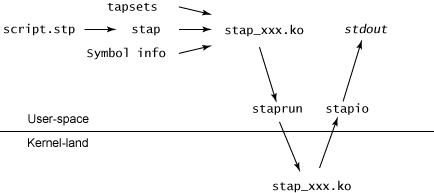 tapsets
script.stp
stap
stap_xxx.ko
stdout
Symbol info
staprun
stapio
User-space
Kernel-land
stap_xxx.ko